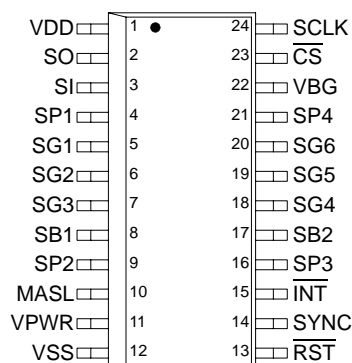 VDD 1 24 SCLK
SO 2 23 CS
SI 3 22 VBG
SP1 4 21 SP4
SG1 5 20 SG6
SG2 6 19 SG5
SG3 7 18 SG4
SB1 8 17 SB2
SP2 9 16 SP3
MASL 10 15 INT
VPWR 11 14 SYNC
VSS 12 13 RST